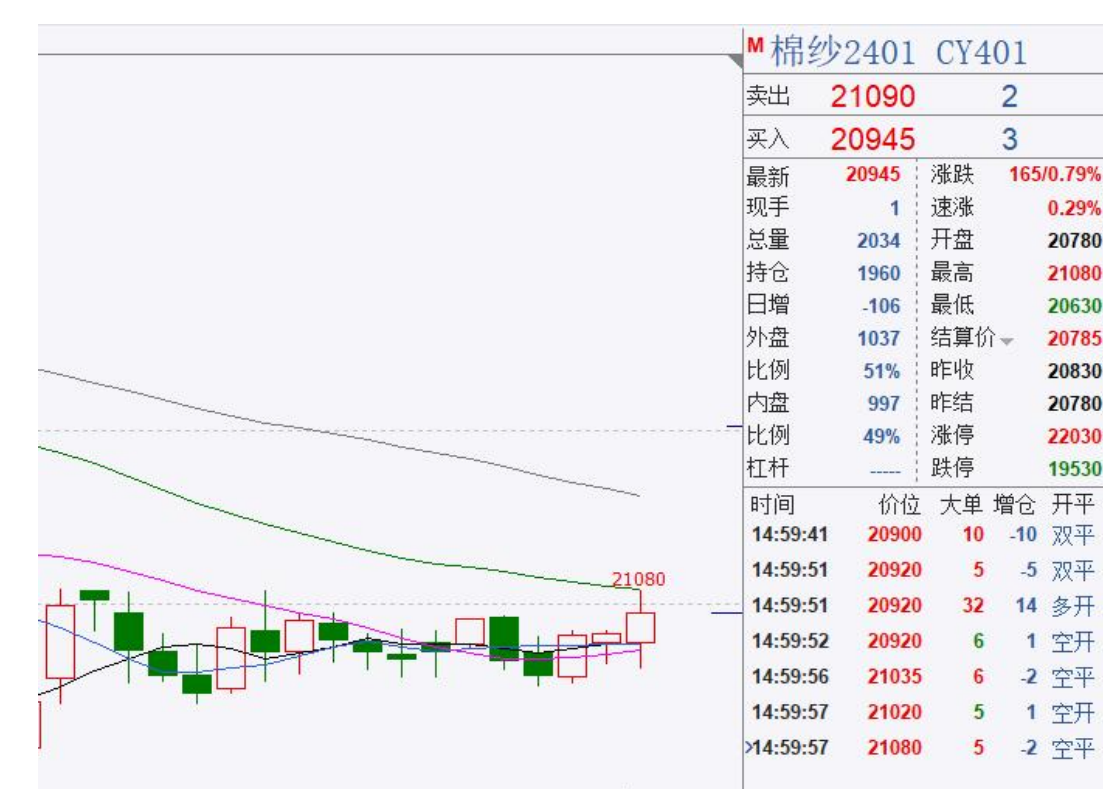 M 棉纱2401 CY401
卖出 21090 2
买入 20945 3
最新 20945 涨跌 165/0.79%
现手 1 速涨 0.29%
总量 2034 开盘 20780
持仓 1960 最高 21080
日增 -106 最低 20630
外盘 1037 结算价 20785
比例 51% 昨收 20830
内盘 997 昨结 20780
比例 49% 涨停 22030
杠杆 ----- 跌停 19530
时间 价位 大单 增仓 开平
14:59:41 20900 10 -10 双平
14:59:51 20920 5 -5 双平
14:59:51 20920 32 14 多开
14:59:52 20920 6 1 空开
14:59:56 21035 6 -2 空平
14:59:57 21020 5 1 空开
14:59:57 21080 5 -2 空平
21080